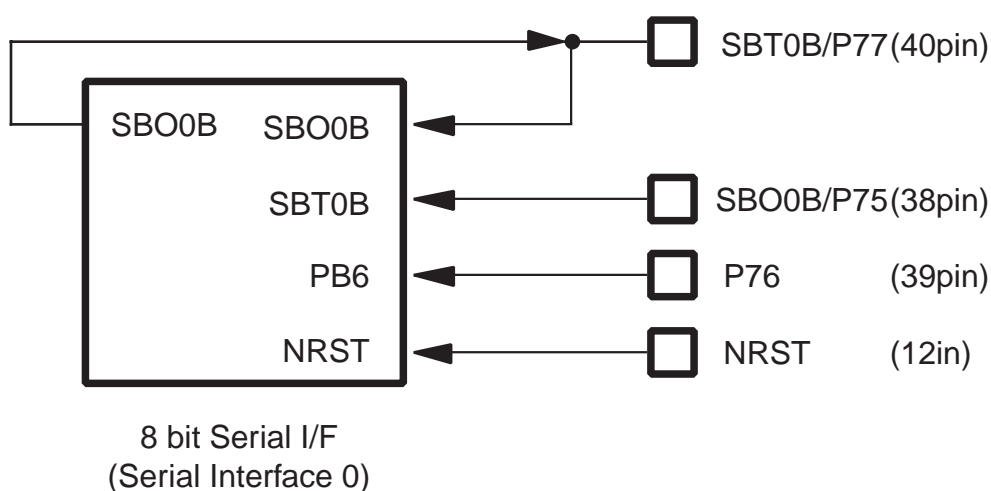 SBT0B/P77(40pin)
SBO0B SBO0B
SBT0B SBO0B/P75(38pin)
PB6 P76 (39pin)
NRST NRST (12in)
8 bit Serial I/F
(Serial Interface 0)